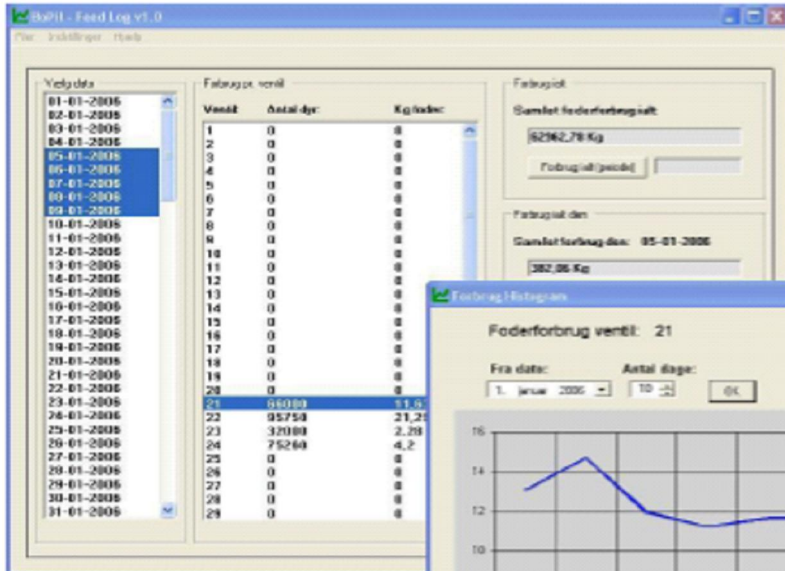 BoPil - Feed Log v1.0
Filer Indstillinger Hjælp
Vælg dato
01-01-2006
02-01-2006
03-01-2006
04-01-2006
05-01-2006
06-01-2006
07-01-2006
08-01-2006
09-01-2006
10-01-2006
11-01-2006
12-01-2006
13-01-2006
14-01-2006
15-01-2006
16-01-2006
17-01-2006
18-01-2006
19-01-2006
20-01-2006
21-01-2006
22-01-2006
23-01-2006
24-01-2006
25-01-2006
26-01-2006
27-01-2006
28-01-2006
29-01-2006
30-01-2006
31-01-2006
Forbrug pr. ventil
Ventil: Antal dyr: Kg foder:
1 0 0
2 0 0
3 0 0
4 0 0
5 0 0
6 0 0
7 0 0
8 0 0
9 0 0
10 0 0
11 0 0
12 0 0
13 0 0
14 0 0
15 0 0
16 0 0
17 0 0
18 0 0
19 0 0
20 0 0
21 66000 11,6
22 95750 21,2
23 32000 2,28
24 75260 4,2
25 0 0
26 0 0
27 0 0
28 0 0
29 0 0
Forbrug ialt
Samlet foderforbrug ialt:
62962,78 Kg
Forbrug ialt (periode)
Forbrug ialt den
Samlet forbrug den: 05-01-2006
382,06 Kg
Forbrug Histogram
Foderforbrug ventil: 21
Fra dato: Antal dage:
1. januar 2006 10 OK
16
14
12
10